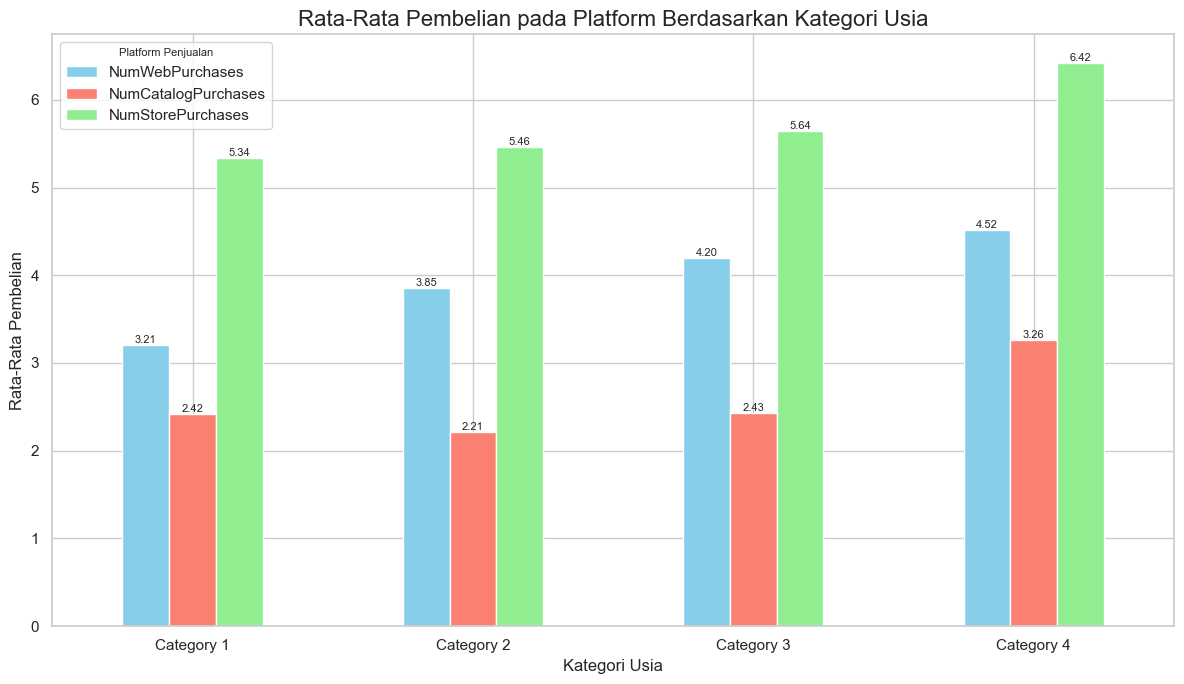 Rata-Rata Pembelian pada Platform Berdasarkan Kategori Usia
Platform Penjualan
NumWebPurchases
NumCatalogPurchases
NumStorePurchases
Rata-Rata Pembelian
6
5
4
3
2
1
0
3.21
2.42
5.34
3.85
2.21
5.46
4.20
2.43
5.64
4.52
3.26
6.42
Category 1
Category 2
Category 3
Category 4
Kategori Usia